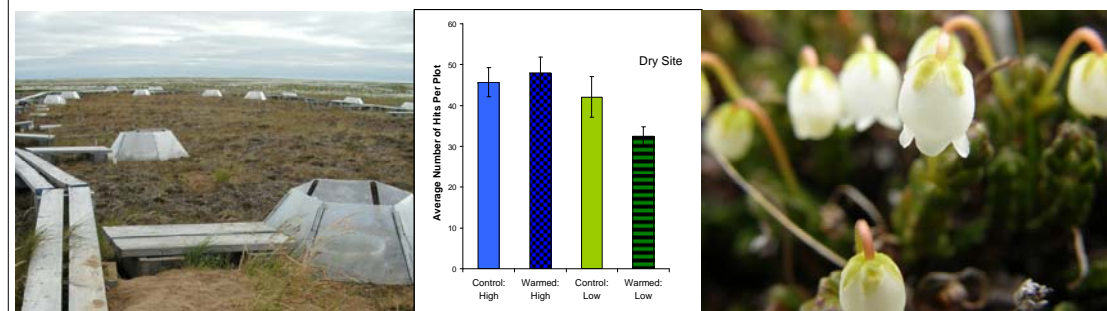 60
50
40
30
20
10
0
Average Number of Hits Per Plot
Dry Site
Control: High
Warmed: High
Control: Low
Warmed: Low